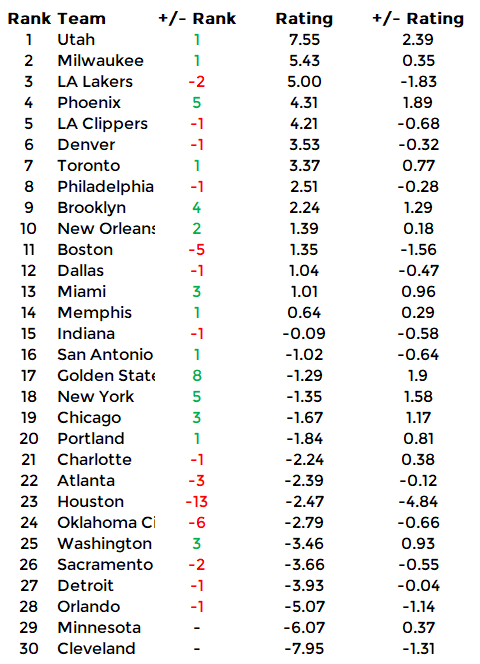 Rank Team +/- Rank Rating +/- Rating
1 Utah 1 7.55 2.39
2 Milwaukee 1 5.43 0.35
3 LA Lakers -2 5.00 -1.83
4 Phoenix 5 4.31 1.89
5 LA Clippers -1 4.21 -0.68
6 Denver -1 3.53 -0.32
7 Toronto 1 3.37 0.77
8 Philadelphia -1 2.51 -0.28
9 Brooklyn 4 2.24 1.29
10 New Orleans 2 1.39 0.18
11 Boston -5 1.35 -1.56
12 Dallas -1 1.04 -0.47
13 Miami 3 1.01 0.96
14 Memphis 1 0.64 0.29
15 Indiana -1 -0.09 -0.58
16 San Antonio 1 -1.02 -0.64
17 Golden State 8 -1.29 1.9
18 New York 5 -1.35 1.58
19 Chicago 3 -1.67 1.17
20 Portland 1 -1.84 0.81
21 Charlotte -1 -2.24 0.38
22 Atlanta -3 -2.39 -0.12
23 Houston -13 -2.47 -4.84
24 Oklahoma Ci -6 -2.79 -0.66
25 Washington 3 -3.46 0.93
26 Sacramento -2 -3.66 -0.55
27 Detroit -1 -3.93 -0.04
28 Orlando -1 -5.07 -1.14
29 Minnesota - -6.07 0.37
30 Cleveland - -7.95 -1.31